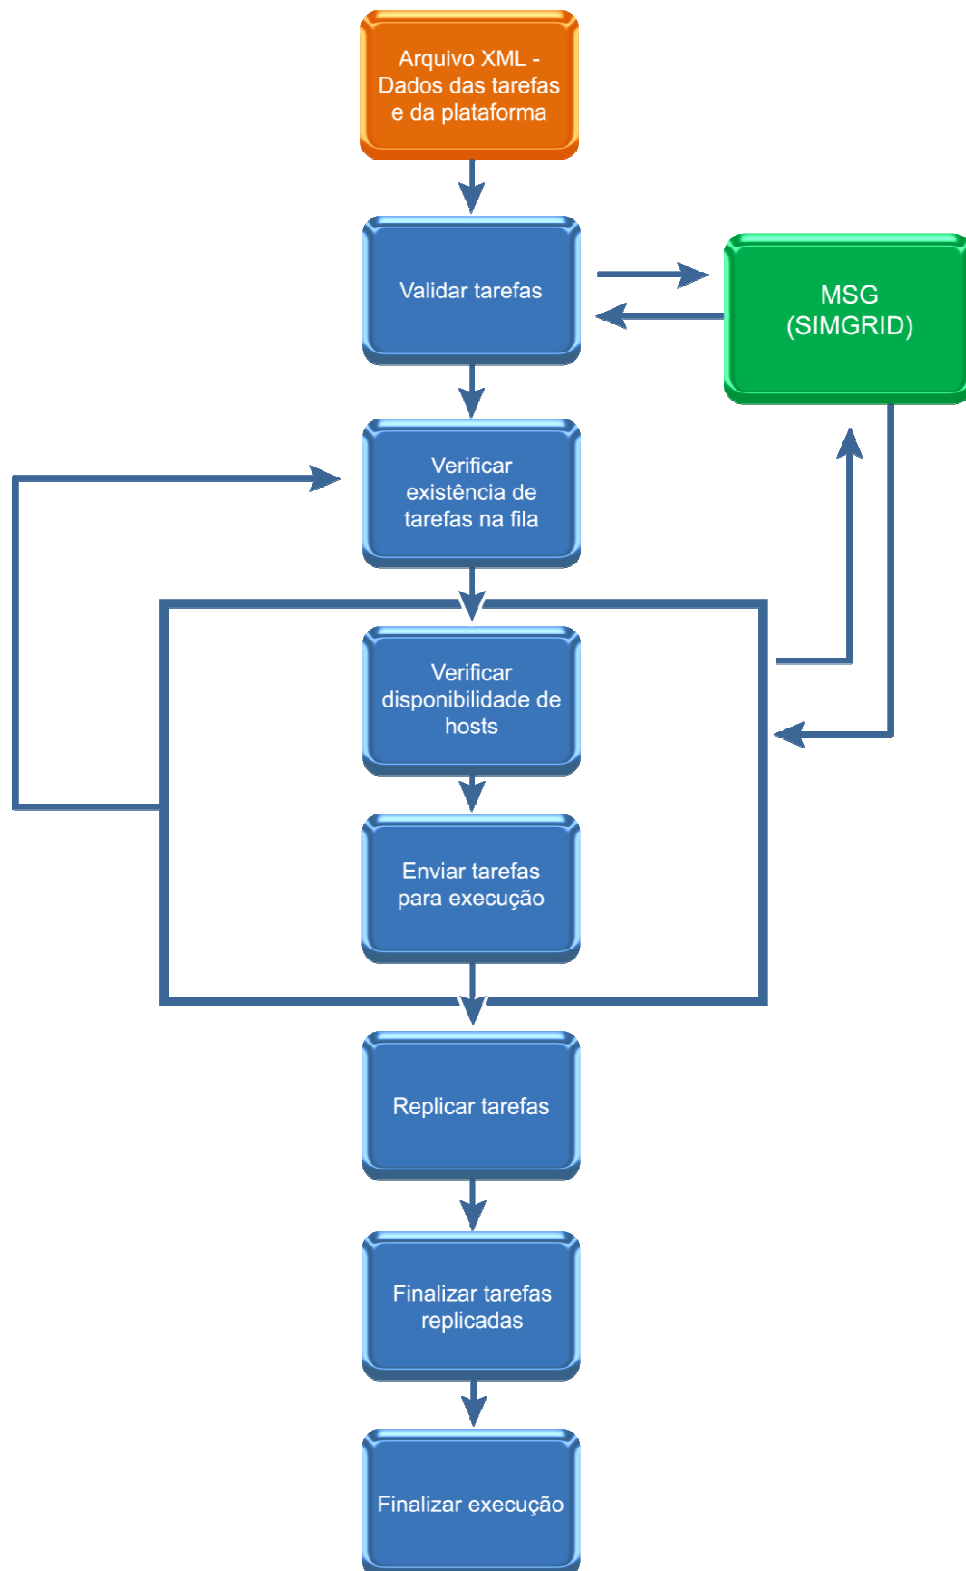 Arquivo XML -
Dados das tarefas
e da plataforma
Validar tarefas
MSG
(SIMGRID)
Verificar
existência de
tarefas na fila
Verificar
disponibilidade de
hosts
Enviar tarefas
para execução
Replicar tarefas
Finalizar tarefas
replicadas
Finalizar execução